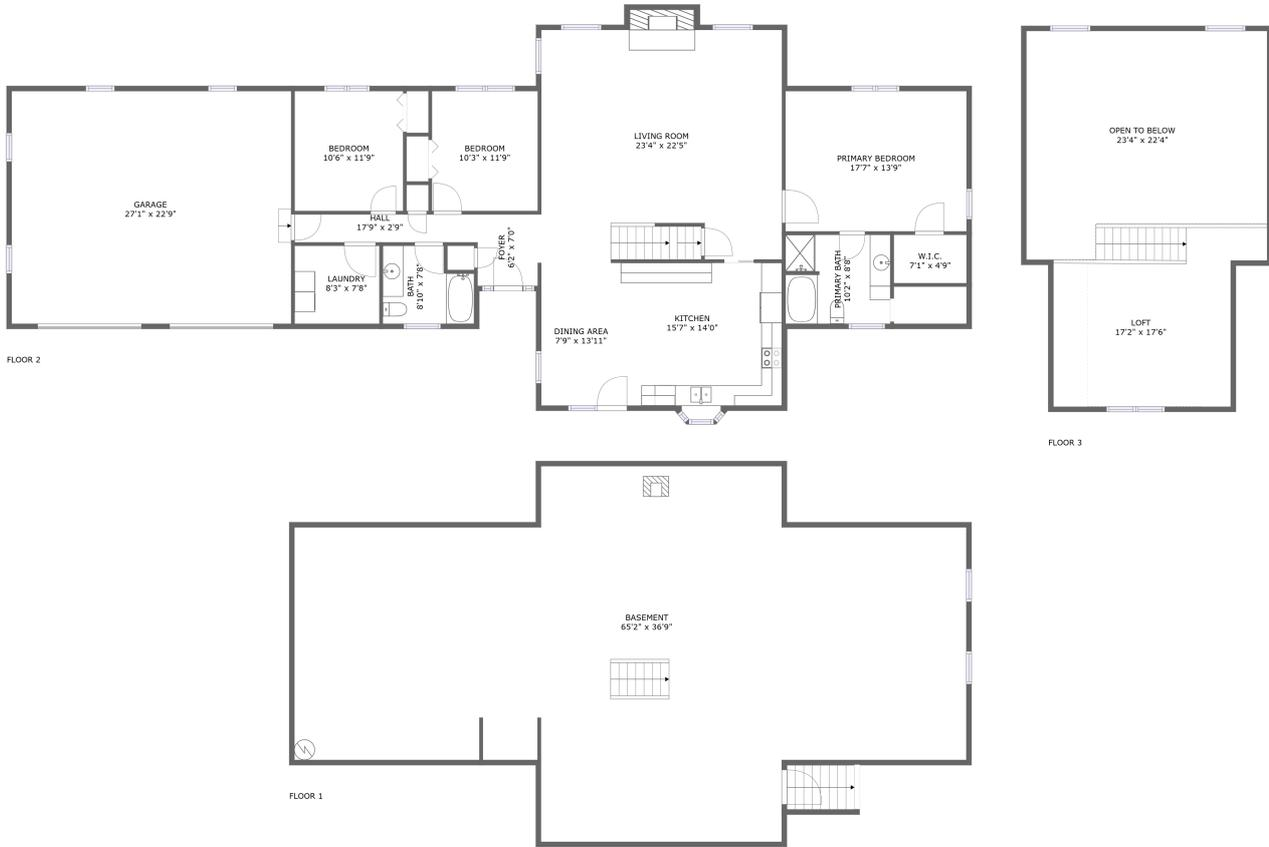 LIVING ROOM
23'4" x 22'5"
OPEN TO BELOW
23'4" x 22'4"
BEDROOM
10'6" x 11'9"
BEDROOM
10'3" x 11'9"
PRIMARY BEDROOM
17'7" x 13'9"
GARAGE
27'1" x 22'9"
HALL
17'9" x 2'9"
FOYER
6'2" x 7'0"
LAUNDRY
8'3" x 7'8"
BATH
8'10" x 7'8"
PRIMARY BATH
10'2" x 8'8"
W.I.C.
7'1" x 4'9"
KITCHEN
15'7" x 14'0"
DINING AREA
7'9" x 13'11"
LOFT
17'2" x 17'6"
FLOOR 2
FLOOR 3
BASEMENT
65'2" x 36'9"
FLOOR 1